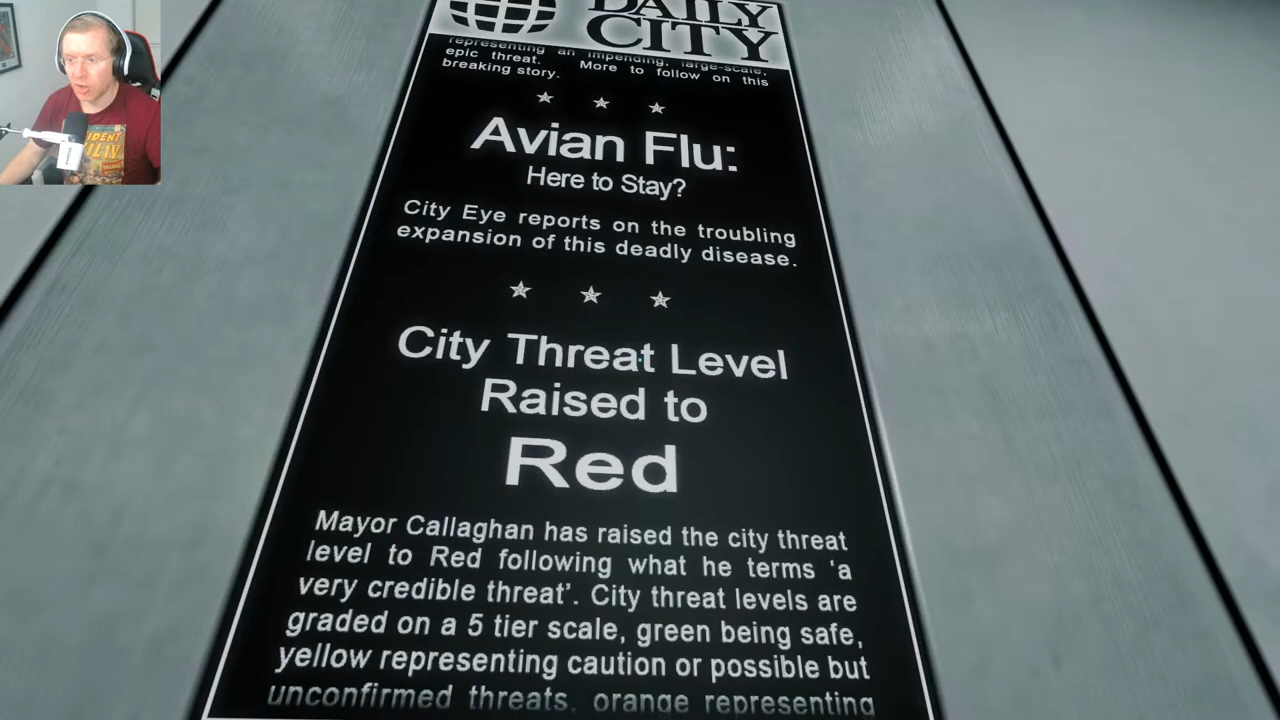 DAILY
CITY
representing an impending, large-scale,
epic threat. More to follow on this
breaking story.
Avian Flu:
Here to Stay?
City Eye reports on the troubling
expansion of this deadly disease.
City Threat Level
Raised to
Red
Mayor Callaghan has raised the city threat
level to Red following what he terms ‘a
very credible threat’. City threat levels are
graded on a 5 tier scale, green being safe,
yellow representing caution or possible but
unconfirmed threats, orange representing